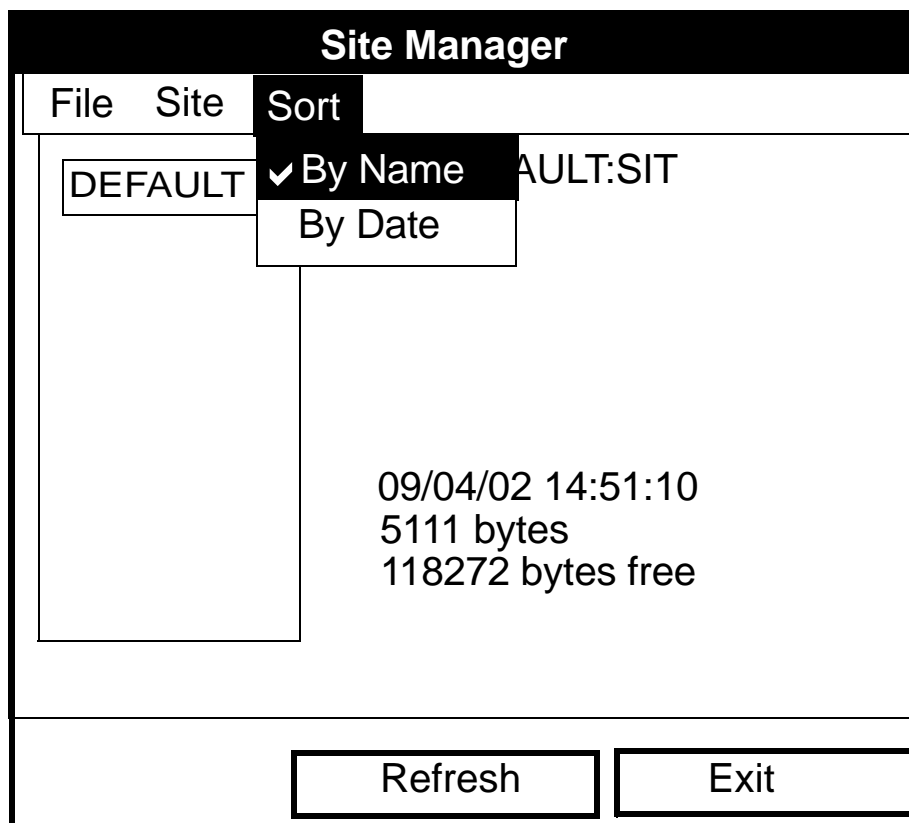 Site Manager
File Site Sort
DEFAULT
By Name
By Date
AULT:SIT
09/04/02 14:51:10
5111 bytes
118272 bytes free
Refresh
Exit